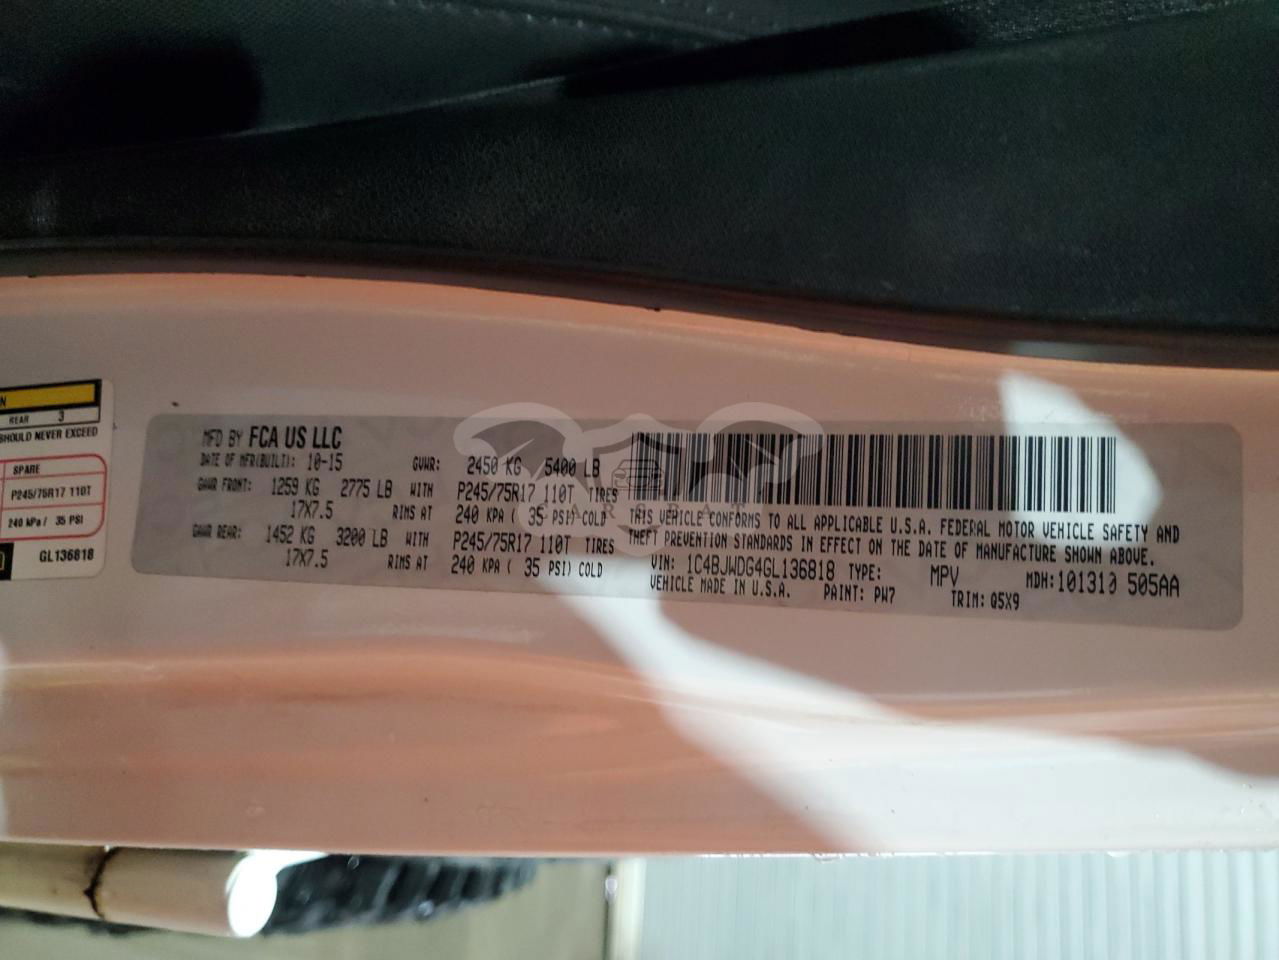 N
REAR 3
SHOULD NEVER EXCEED
SPARE
P245/75R17 110T
240 kPa / 35 PSI
GL136818
MFD BY FCA US LLC
DATE OF MFR(BUILT): 10-15 GVWR: 2450 KG 5400 LB
GAWR FRONT: 1259 KG 2775 LB WITH P245/75R17 110T TIRES
17X7.5 RIMS AT 240 KPA ( 35 PSI) COLD
GAWR REAR: 1452 KG 3200 LB WITH P245/75R17 110T TIRES
17X7.5 RIMS AT 240 KPA ( 35 PSI) COLD
THIS VEHICLE CONFORMS TO ALL APPLICABLE U.S.A. FEDERAL MOTOR VEHICLE SAFETY AND
THEFT PREVENTION STANDARDS IN EFFECT ON THE DATE OF MANUFACTURE SHOWN ABOVE.
VIN: 1C4BJWDG4GL136818 TYPE: MPV MDH: 101310 505AA
VEHICLE MADE IN U.S.A. PAINT: PW7 TRIM: Q5X9
CARSBAT